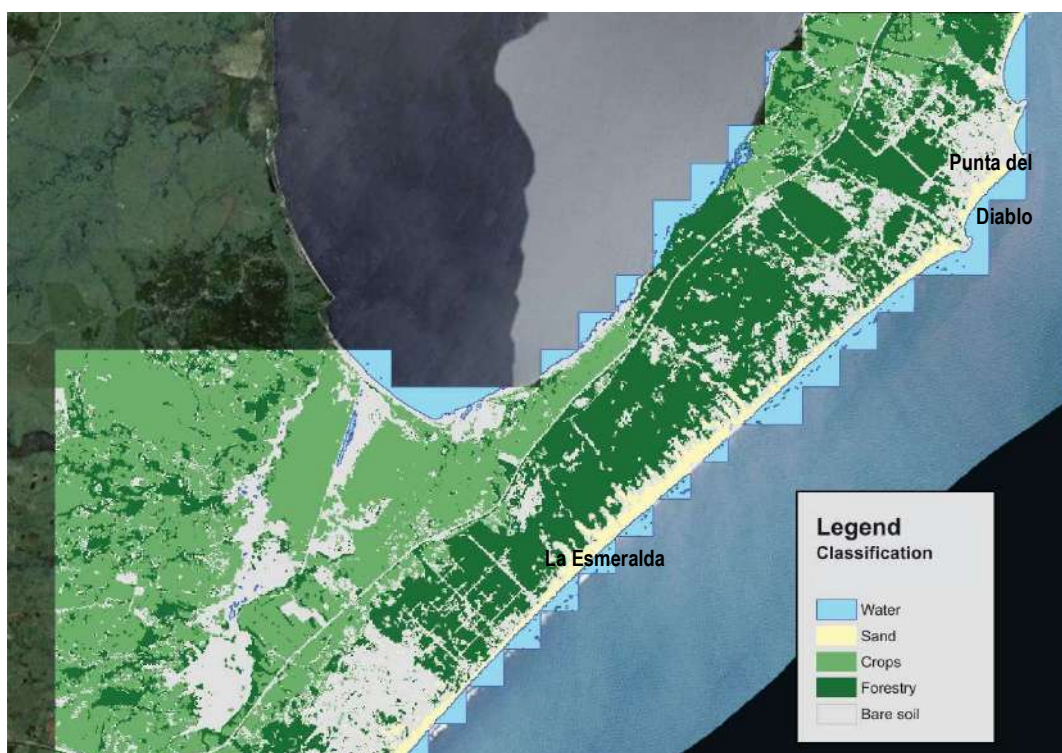 Punta del
Diablo
La Esmeralda
Legend
Classification
Water
Sand
Crops
Forestry
Bare soil